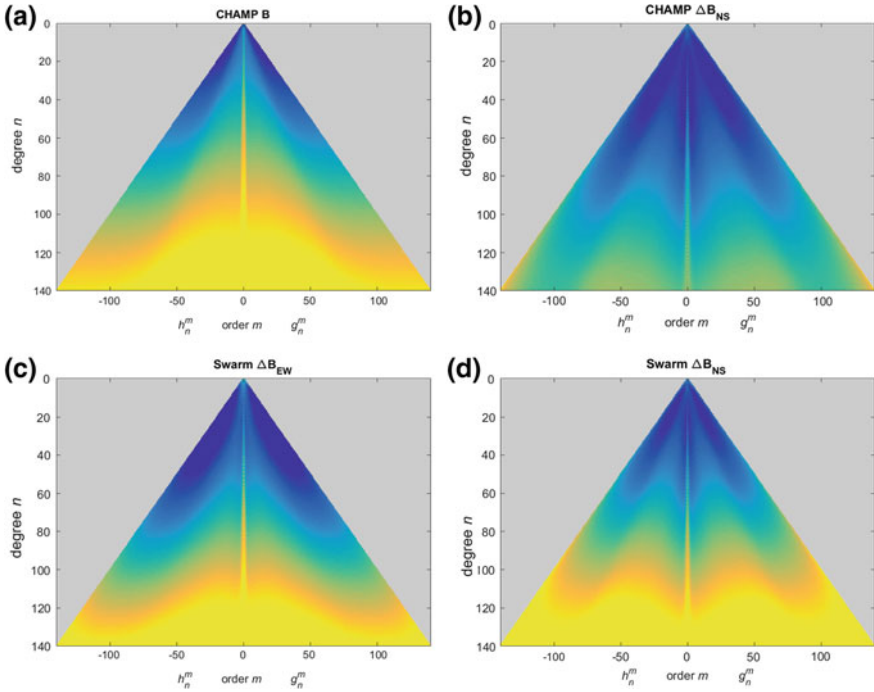 (a)
CHAMP B
0
20
40
60
80
100
120
140
degree n
-100 -50 0 50 100
h_n^m order m g_n^m
(b)
CHAMP △B_NS
0
20
40
60
80
100
120
140
degree n
-100 -50 0 50 100
h_n^m order m g_n^m
(c)
Swarm △B_EW
0
20
40
60
80
100
120
140
degree n
-100 -50 0 50 100
h_n^m order m g_n^m
(d)
Swarm △B_NS
0
20
40
60
80
100
120
140
degree n
-100 -50 0 50 100
h_n^m order m g_n^m